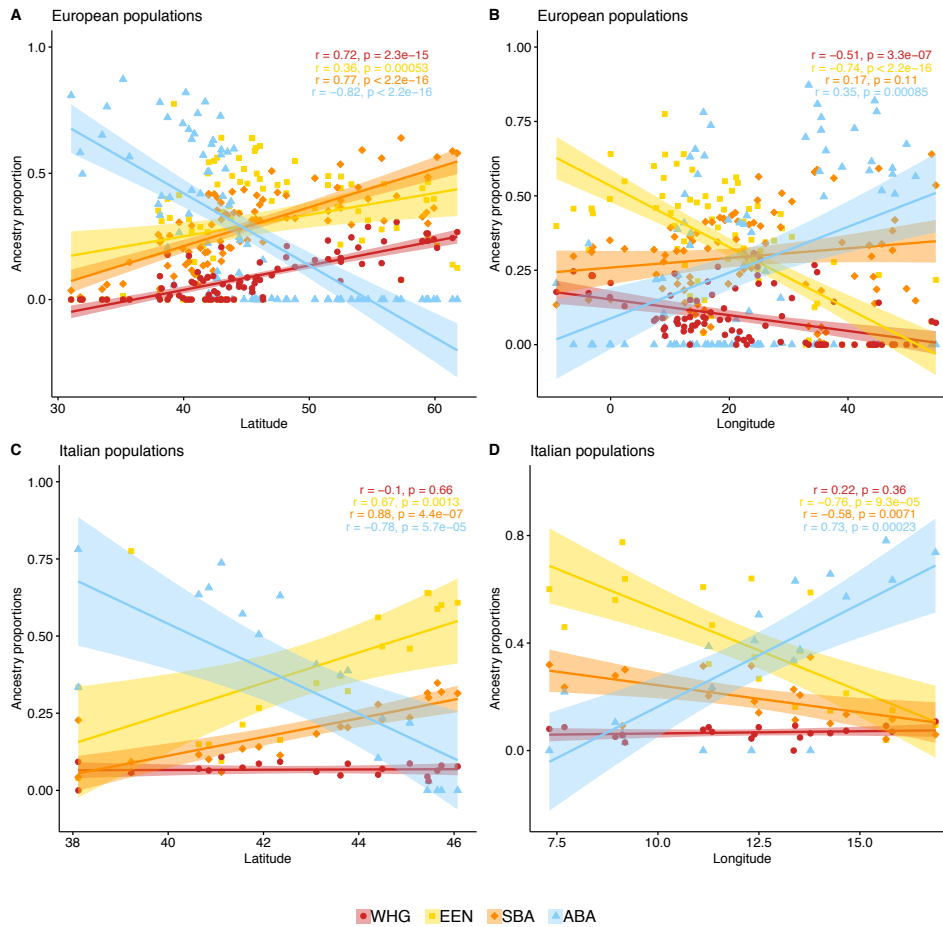 A European populations
r = 0.72, p = 2.3e−15
r = 0.36, p = 0.00053
r = 0.77, p < 2.2e−16
r = −0.82, p < 2.2e−16
1.0
0.5
0.0
Ancestry proportion
30 40 50 60
Latitude
B European populations
r = −0.51, p = 3.3e−07
r = −0.74, p < 2.2e−16
r = 0.17, p = 0.11
r = 0.35, p = 0.00085
1.00
0.75
0.50
0.25
0.00
Ancestry proportion
0 20 40
Longitude
C Italian populations
r = −0.1, p = 0.66
r = 0.67, p = 0.0013
r = 0.88, p = 4.4e−07
r = −0.78, p = 5.7e−05
1.00
0.75
0.50
0.25
0.00
Ancestry proportions
38 40 42 44 46
Latitude
D Italian populations
r = 0.22, p = 0.36
r = −0.76, p = 9.3e−05
r = −0.58, p = 0.0071
r = 0.73, p = 0.00023
0.8
0.4
0.0
Ancestry proportions
7.5 10.0 12.5 15.0
Longitude
WHG EEN SBA ABA